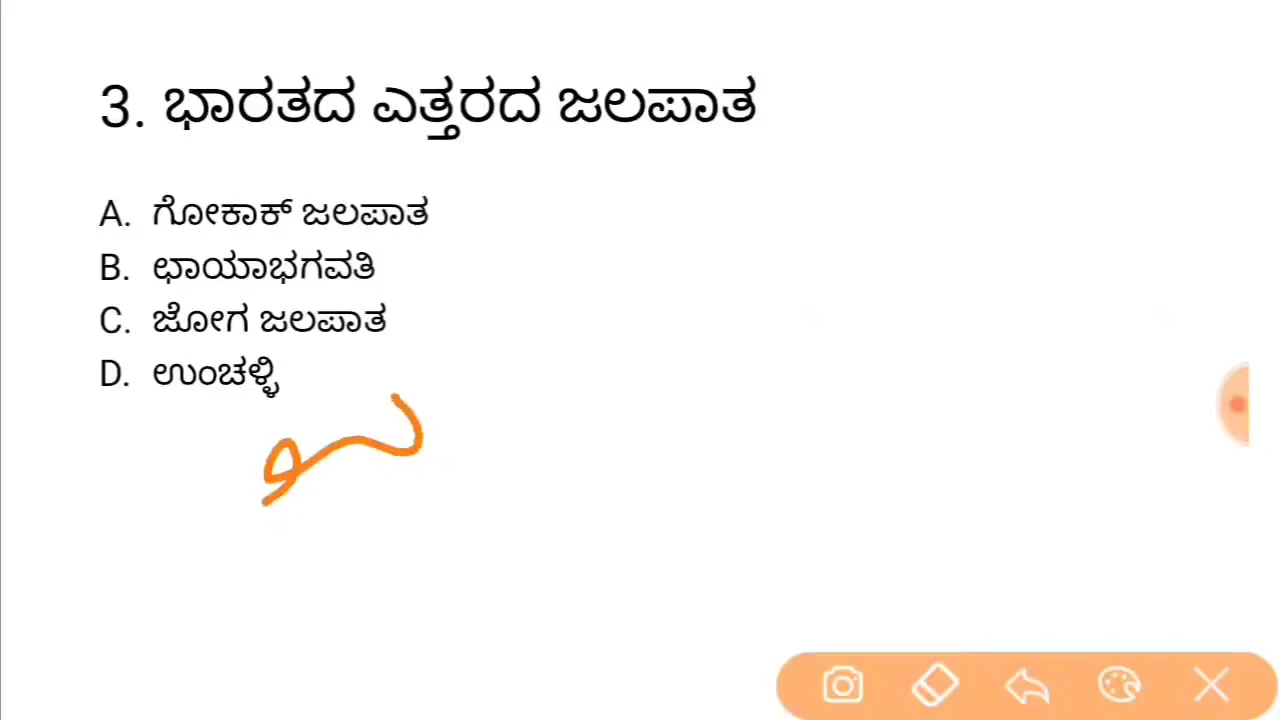 3. ಭಾರತದ ಎತ್ತರದ ಜಲಪಾತ
A. ಗೋಕಾಕ್ ಜಲಪಾತ
B. ಛಾಯಾಭಗವತಿ
C. ಜೋಗ ಜಲಪಾತ
D. ಉಂಚಳ್ಳಿ